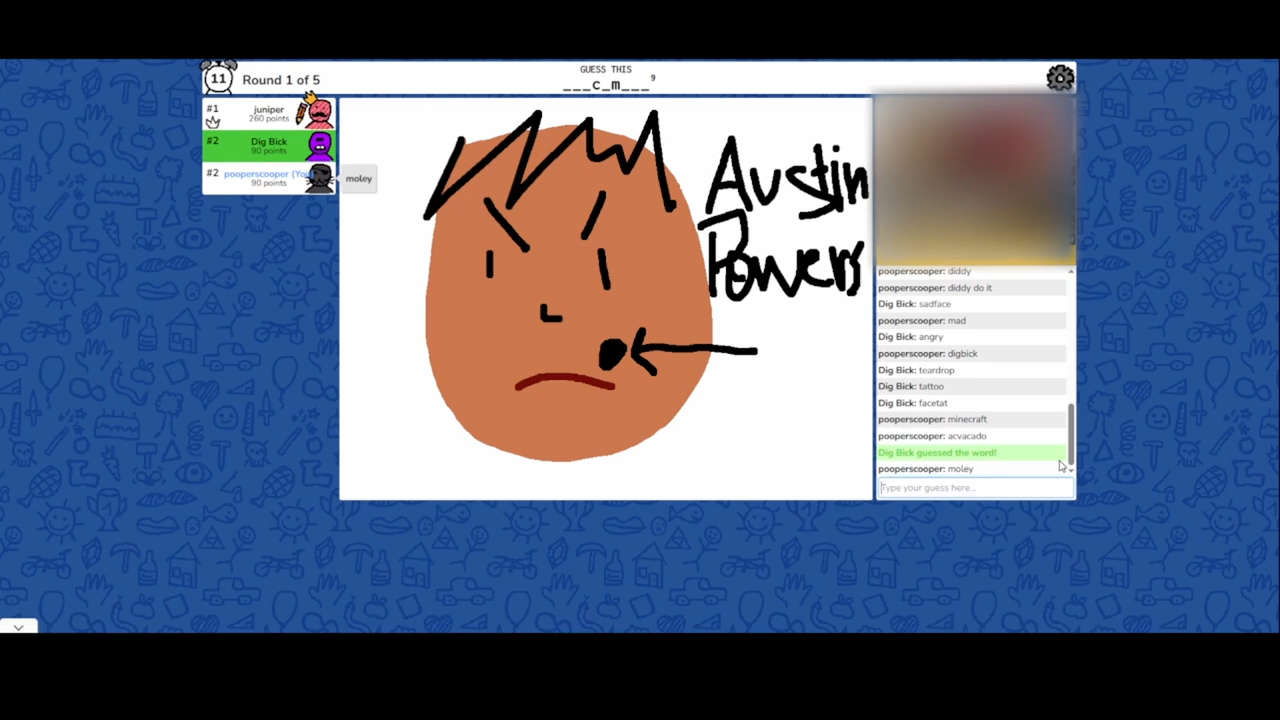 11
Round 1 of 5
GUESS THIS
___c_m___ 9
#1 juniper
260 points
#2 Dig Bick
90 points
#2 pooperscooper (You
90 points
moley
Austin
Powers
pooperscooper: diddy
pooperscooper: diddy do it
Dig Bick: sadface
pooperscooper: mad
Dig Bick: angry
pooperscooper: digbick
Dig Bick: teardrop
Dig Bick: tattoo
Dig Bick: facetat
pooperscooper: minecraft
pooperscooper: acvacado
Dig Bick guessed the word!
pooperscooper: moley
Type your guess here...